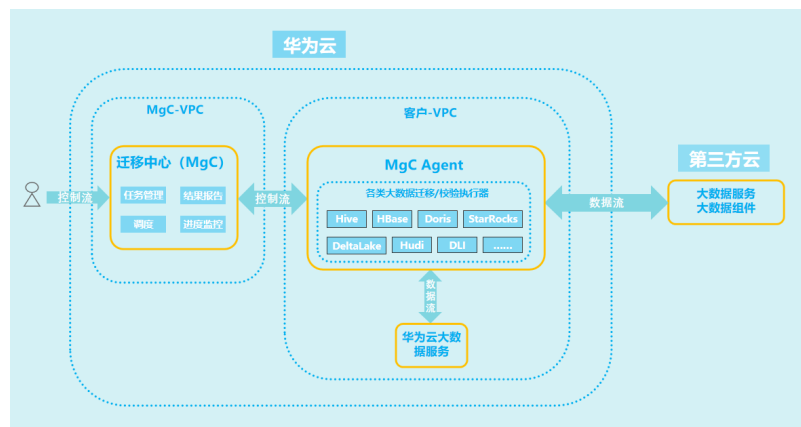 华为云
MgC-VPC
客户-VPC
迁移中心（MgC）
任务管理
结果报告
调度
进度监控
控制流
控制流
MgC Agent
各类大数据迁移/校验执行器
Hive
HBase
Doris
StarRocks
DeltaLake
Hudi
DLI
......
数据流
第三方云
大数据服务
大数据组件
数
据
流
华为云大数
据服务